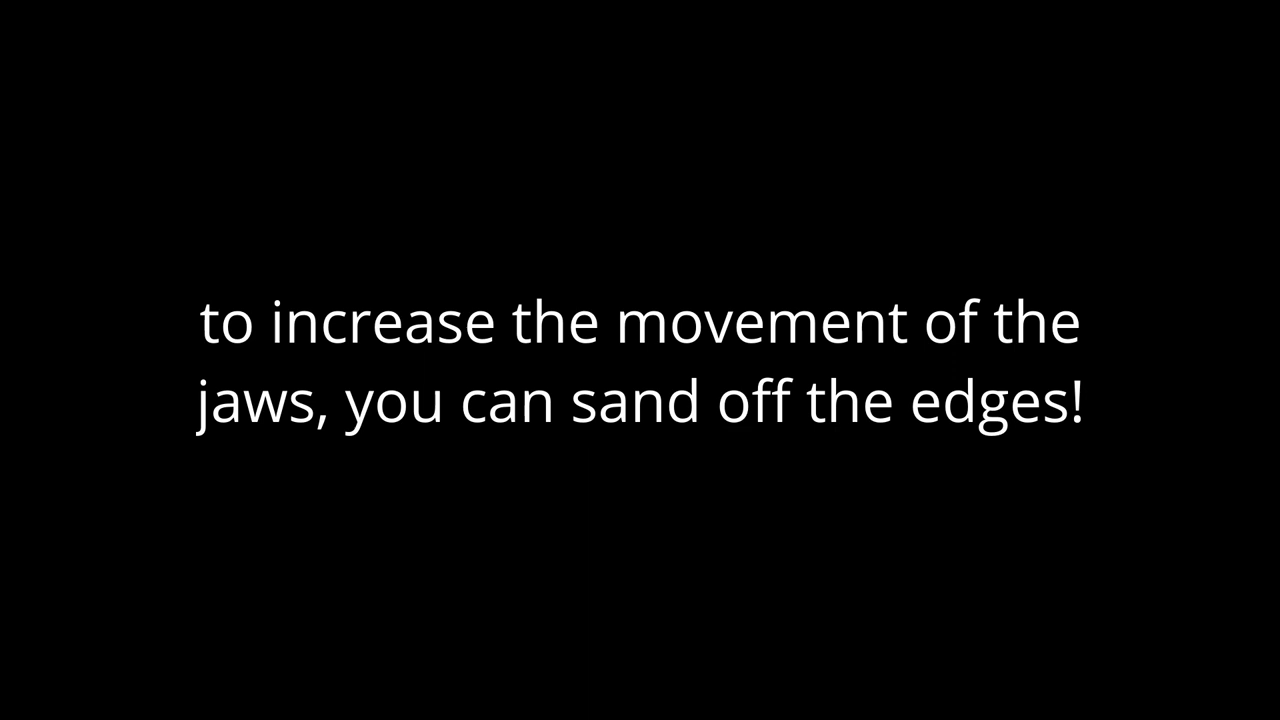 to increase the movement of the
jaws, you can sand off the edges!